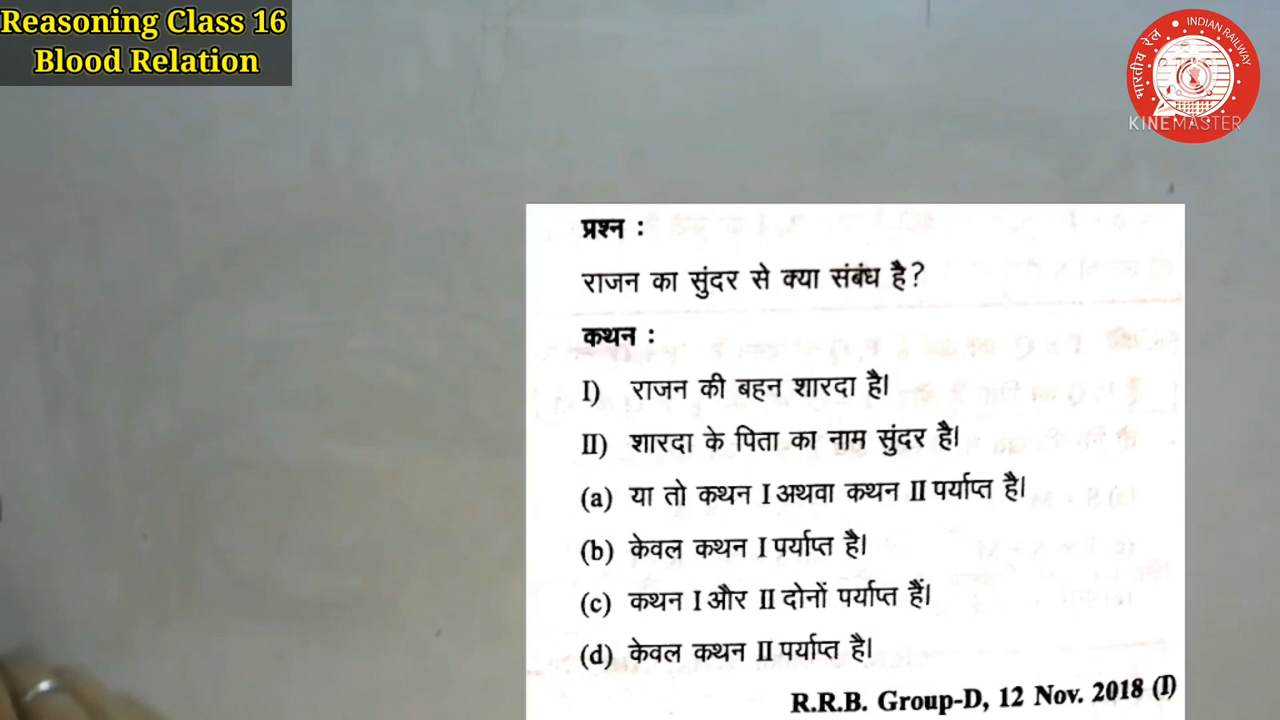 Reasoning Class 16
Blood Relation
भारतीय रेल
INDIAN RAILWAY
KINEMASTER
प्रश्न :
राजन का सुंदर से क्या संबंध है?
कथन :
I) राजन की बहन शारदा है।
II) शारदा के पिता का नाम सुंदर है।
(a) या तो कथन I अथवा कथन II पर्याप्त है।
(b) केवल कथन I पर्याप्त है।
(c) कथन I और II दोनों पर्याप्त हैं।
(d) केवल कथन II पर्याप्त है।
R.R.B. Group-D, 12 Nov. 2018 (I)